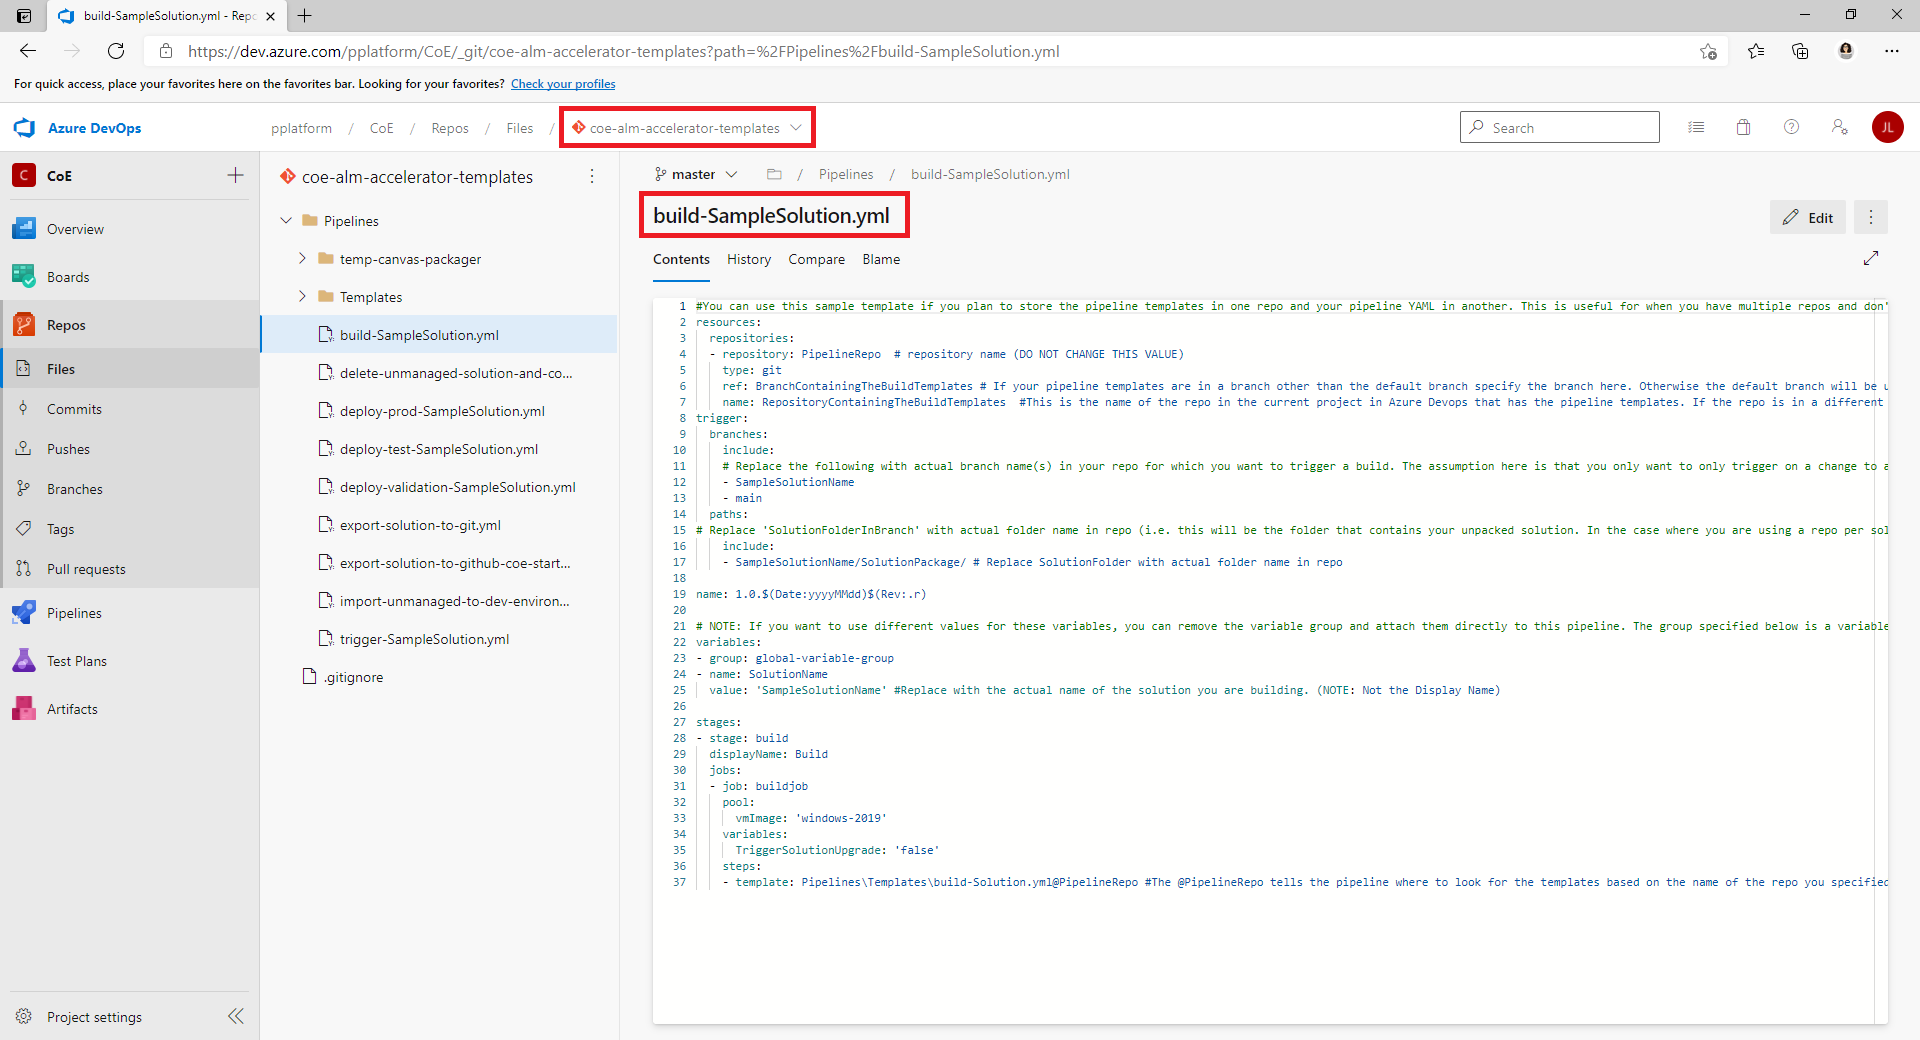 build-SampleSolution.yml - Repo
https://dev.azure.com/pplatform/CoE/_git/coe-alm-accelerator-templates?path=%2FPipelines%2Fbuild-SampleSolution.yml
For quick access, place your favorites here on the favorites bar. Looking for your favorites? Check your profiles
Azure DevOps
pplatform / CoE / Repos / Files / coe-alm-accelerator-templates
Search
JL
C CoE
Overview
Boards
Repos
Files
Commits
Pushes
Branches
Tags
Pull requests
Pipelines
Test Plans
Artifacts
Project settings
coe-alm-accelerator-templates
Pipelines
temp-canvas-packager
Templates
build-SampleSolution.yml
delete-unmanaged-solution-and-co...
deploy-prod-SampleSolution.yml
deploy-test-SampleSolution.yml
deploy-validation-SampleSolution.yml
export-solution-to-git.yml
export-solution-to-github-coe-start...
import-unmanaged-to-dev-environ...
trigger-SampleSolution.yml
.gitignore
master / Pipelines / build-SampleSolution.yml
build-SampleSolution.yml
Edit
Contents History Compare Blame
1 #You can use this sample template if you plan to store the pipeline templates in one repo and your pipeline YAML in another. This is useful for when you have multiple repos and don'
2 resources:
3 repositories:
4 - repository: PipelineRepo # repository name (DO NOT CHANGE THIS VALUE)
5 type: git
6 ref: BranchContainingTheBuildTemplates # If your pipeline templates are in a branch other than the default branch specify the branch here. Otherwise the default branch will be u
7 name: RepositoryContainingTheBuildTemplates #This is the name of the repo in the current project in Azure Devops that has the pipeline templates. If the repo is in a different
8 trigger:
9 branches:
10 include:
11 # Replace the following with actual branch name(s) in your repo for which you want to trigger a build. The assumption here is that you only want to only trigger on a change to a
12 - SampleSolutionName
13 - main
14 paths:
15 # Replace 'SolutionFolderInBranch' with actual folder name in repo (i.e. this will be the folder that contains your unpacked solution. In the case where you are using a repo per sol
16 include:
17 - SampleSolutionName/SolutionPackage/ # Replace SolutionFolder with actual folder name in repo
18
19 name: 1.0.$(Date:yyyyMMdd)$(Rev:.r)
20
21 # NOTE: If you want to use different values for these variables, you can remove the variable group and attach them directly to this pipeline. The group specified below is a variable
22 variables:
23 - group: global-variable-group
24 - name: SolutionName
25 value: 'SampleSolutionName' #Replace with the actual name of the solution you are building. (NOTE: Not the Display Name)
26
27 stages:
28 - stage: build
29 displayName: Build
30 jobs:
31 - job: buildjob
32 pool:
33 vmImage: 'windows-2019'
34 variables:
35 TriggerSolutionUpgrade: 'false'
36 steps:
37 - template: Pipelines\Templates\build-Solution.yml@PipelineRepo #The @PipelineRepo tells the pipeline where to look for the templates based on the name of the repo you specified